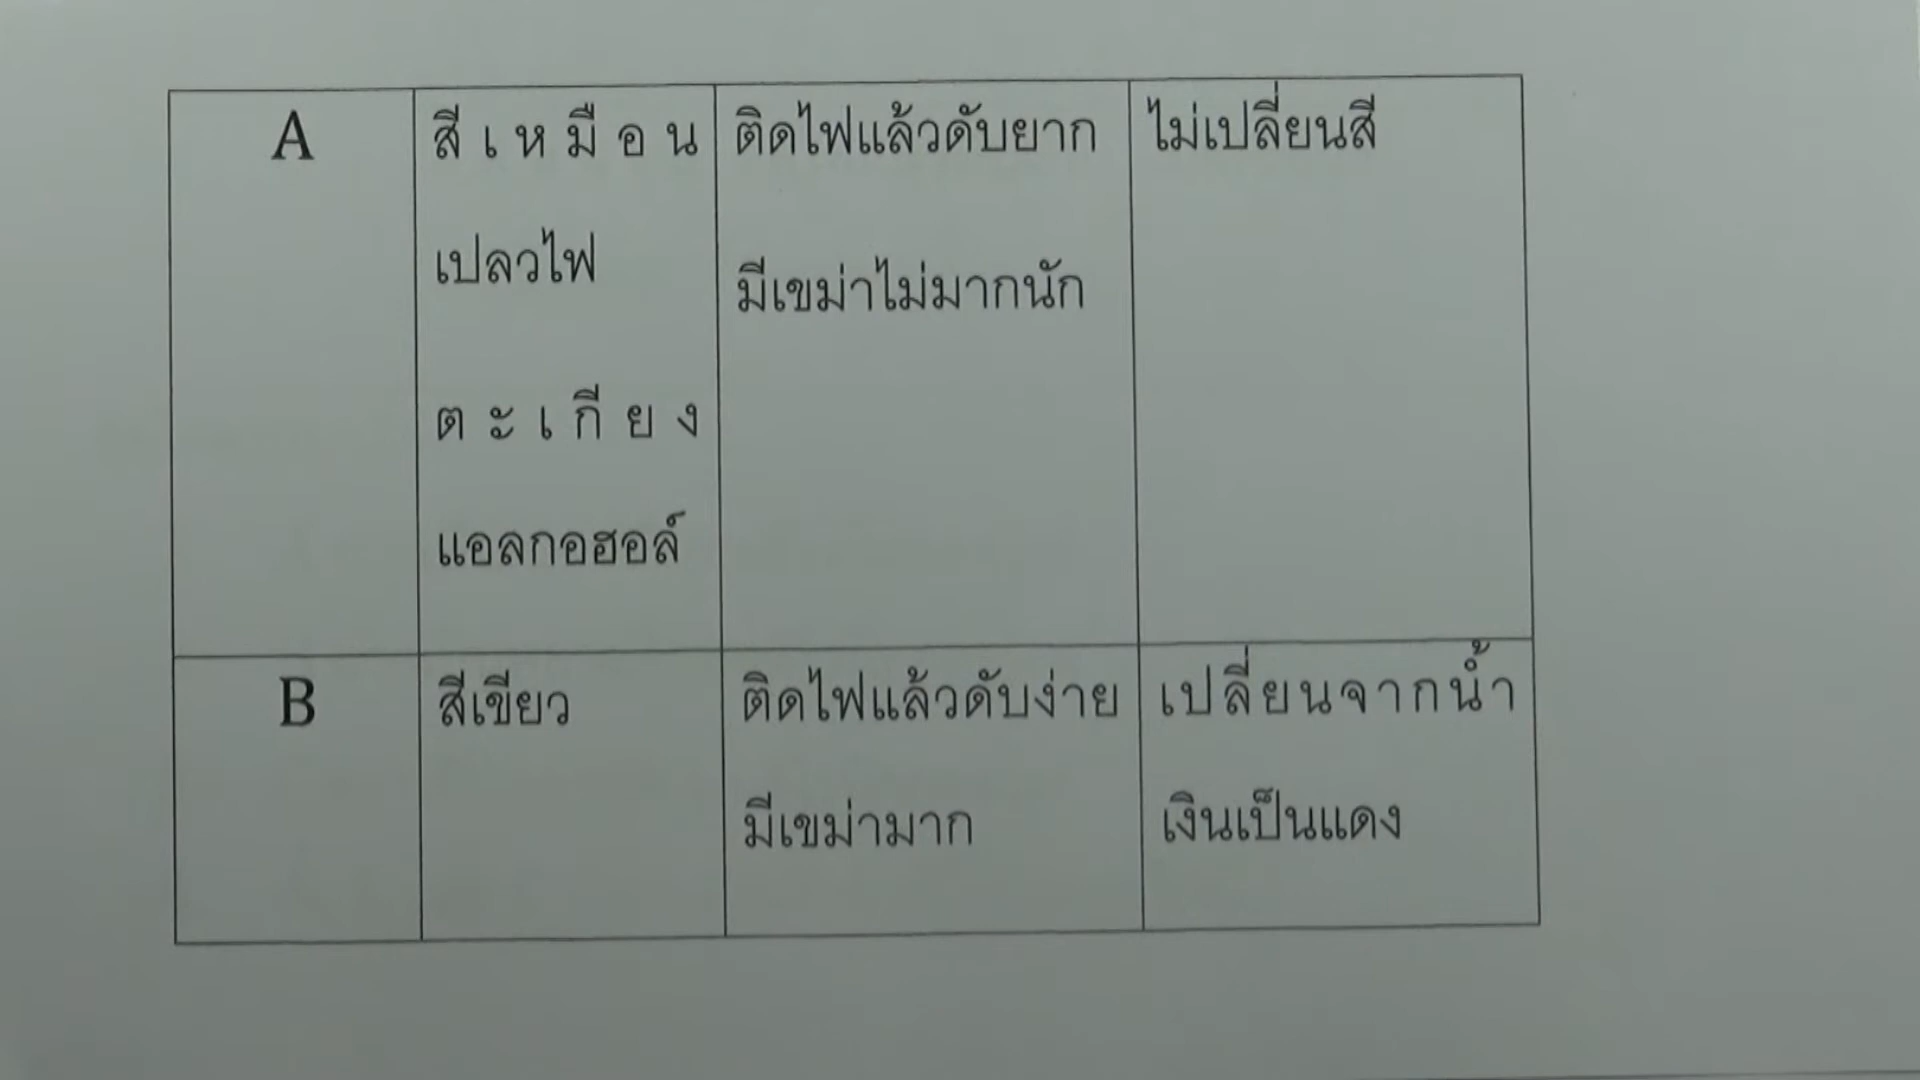 A
สีเหมือน
เปลวไฟ
ตะเกียง
แอลกอฮอล์
ติดไฟแล้วดับยาก
มีเขม่าไม่มากนัก
ไม่เปลี่ยนสี
B
สีเขียว
ติดไฟแล้วดับง่าย
มีเขม่ามาก
เปลี่ยนจากน้ำ
เงินเป็นแดง